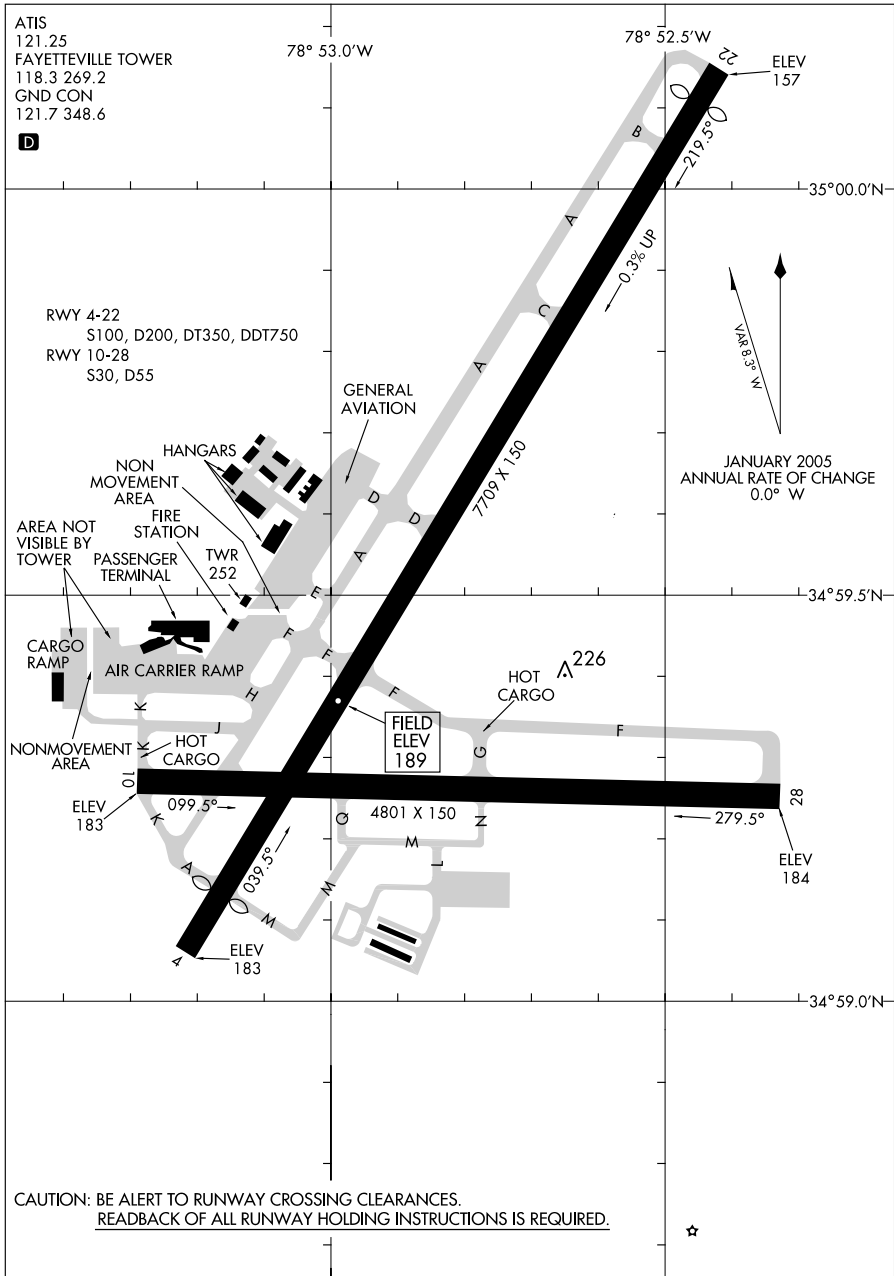 ATIS
121.25
FAYETTEVILLE TOWER
118.3 269.2
GND CON
121.7 348.6
D
78° 53.0'W
78° 52.5'W
22
ELEV
157
B
219.5°
35°00.0'N
A
0.3% UP
C
VAR 8.3° W
RWY 4-22
S100, D200, DT350, DDT750
RWY 10-28
S30, D55
A
GENERAL
AVIATION
JANUARY 2005
ANNUAL RATE OF CHANGE
0.0° W
HANGARS
NON
MOVEMENT
AREA
7709 X 150
D
D
FIRE
STATION
AREA NOT
VISIBLE BY
TOWER
PASSENGER
TERMINAL
TWR
252
A
E
34°59.5'N
F
F
CARGO
RAMP
AIR CARRIER RAMP
226
HOT
CARGO
H
F
K
J
FIELD
ELEV
189
F
K
NONMOVEMENT
AREA
HOT
CARGO
G
10
099.5°
4801 X 150
28
279.5°
ELEV
183
K
Q
N
M
L
ELEV
184
A
039.5°
M
M
4
ELEV
183
34°59.0'N
CAUTION: BE ALERT TO RUNWAY CROSSING CLEARANCES.
READBACK OF ALL RUNWAY HOLDING INSTRUCTIONS IS REQUIRED.